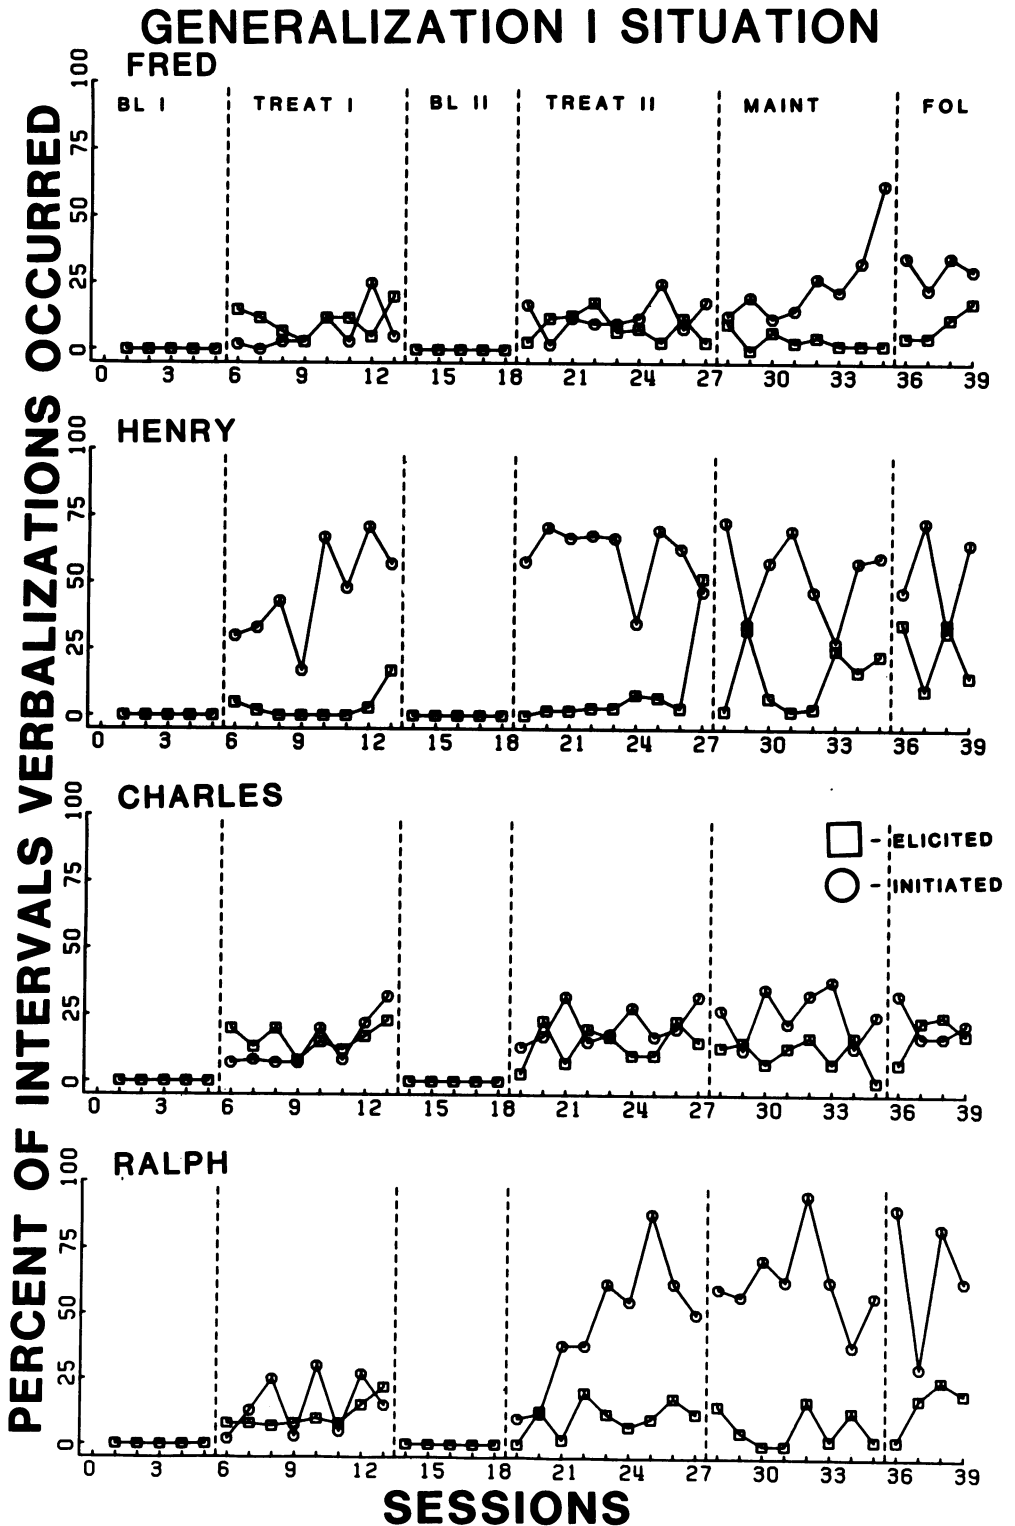 GENERALIZATION I SITUATION
PERCENT OF INTERVALS VERBALIZATIONS OCCURRED
FRED
BL I TREAT I BL II TREAT II MAINT FOL
100
75
50
25
0
0 3 6 9 12 15 18 21 24 27 30 33 36 39
HENRY
100
75
50
25
0
0 3 6 9 12 15 18 21 24 27 30 33 36 39
CHARLES
100
75
50
25
0
- ELICITED
- INITIATED
0 3 6 9 12 15 18 21 24 27 30 33 36 39
RALPH
100
75
50
25
0
0 3 6 9 12 15 18 21 24 27 30 33 36 39
SESSIONS